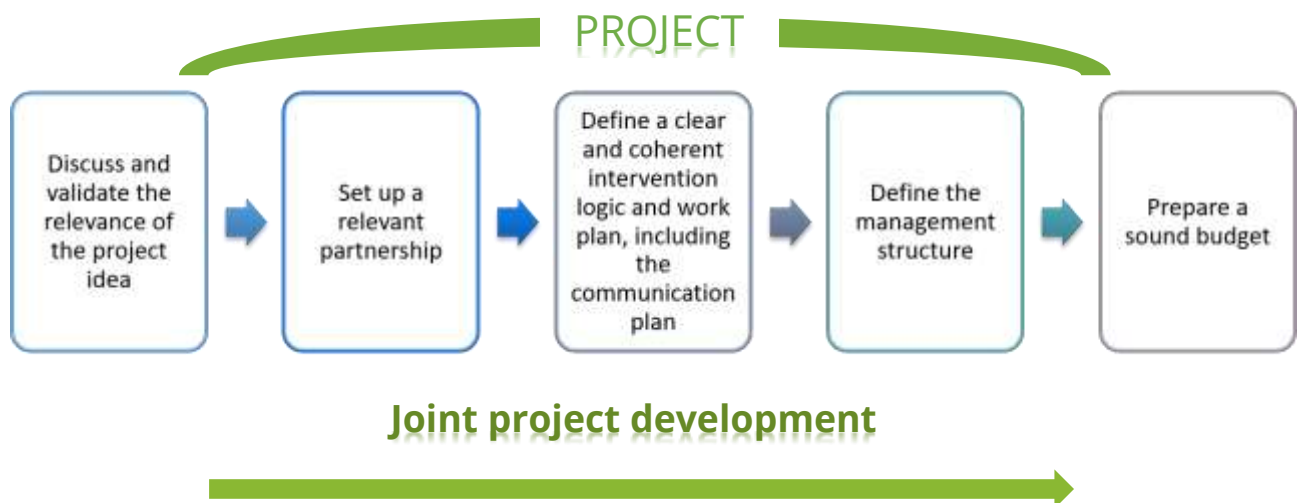 PROJECT
Discuss and
validate the
relevance of
the project
idea
Set up a
relevant
partnership
Define a clear
and coherent
intervention
logic and work
plan, including
the
communication
plan
Define the
management
structure
Prepare a
sound budget
Joint project development